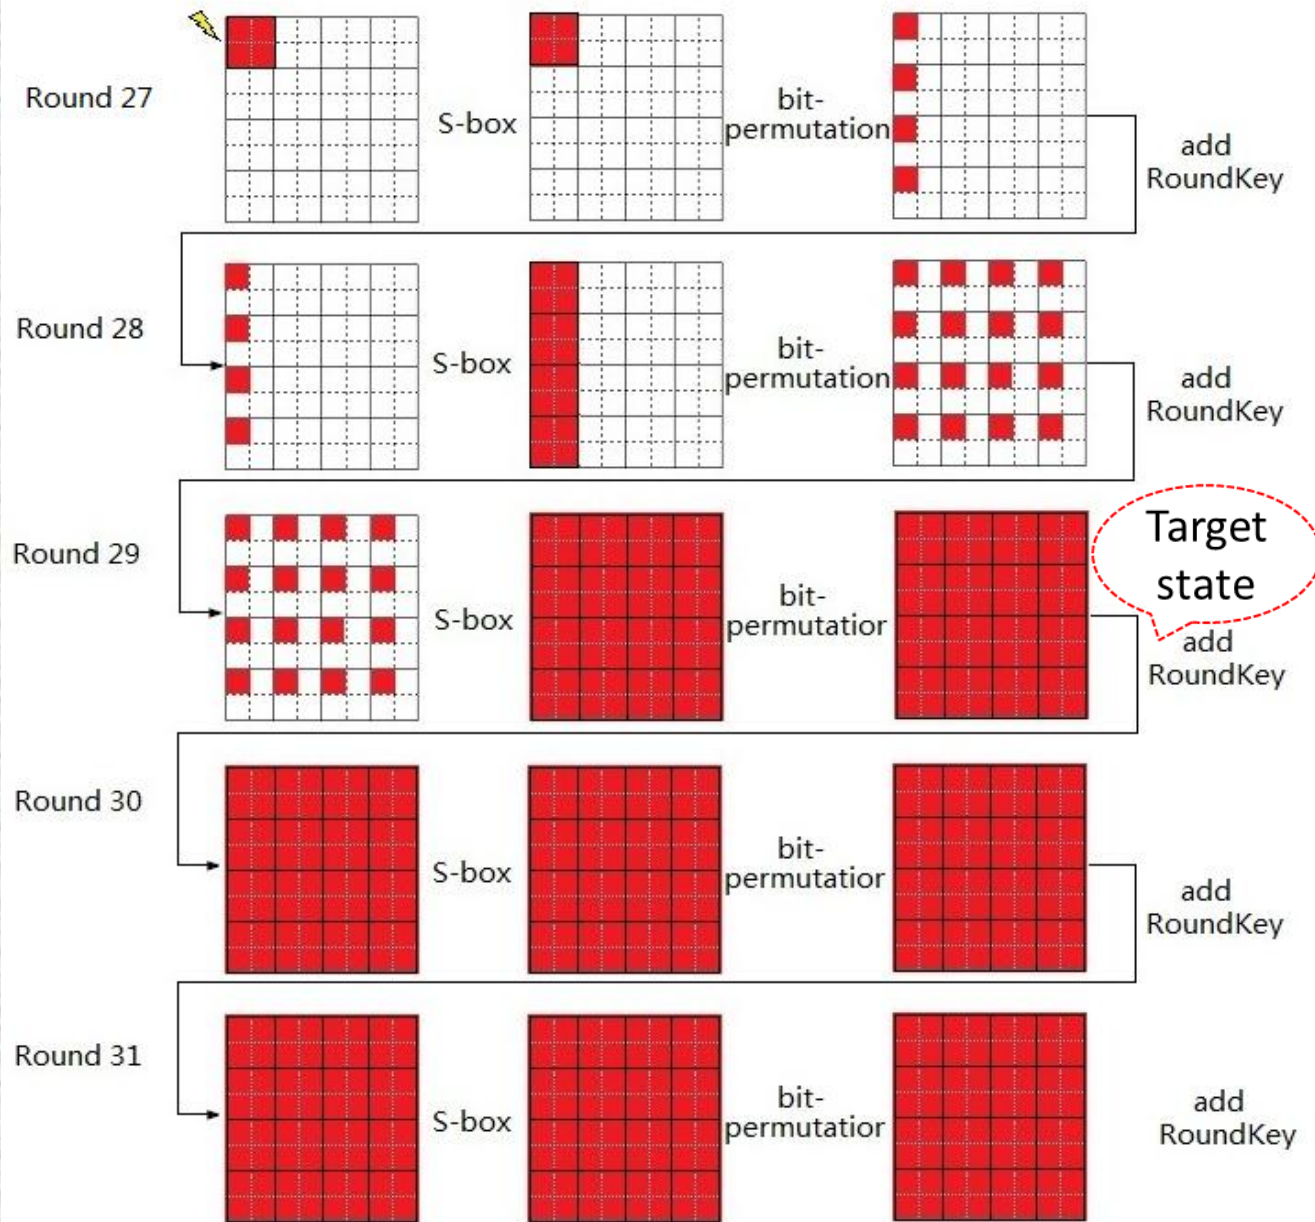 Round 27
S-box
bit-
permutation
add
RoundKey
Round 28
S-box
bit-
permutation
add
RoundKey
Round 29
S-box
bit-
permutatior
Target
state
add
RoundKey
Round 30
S-box
bit-
permutatior
add
RoundKey
Round 31
S-box
bit-
permutatior
add
RoundKey